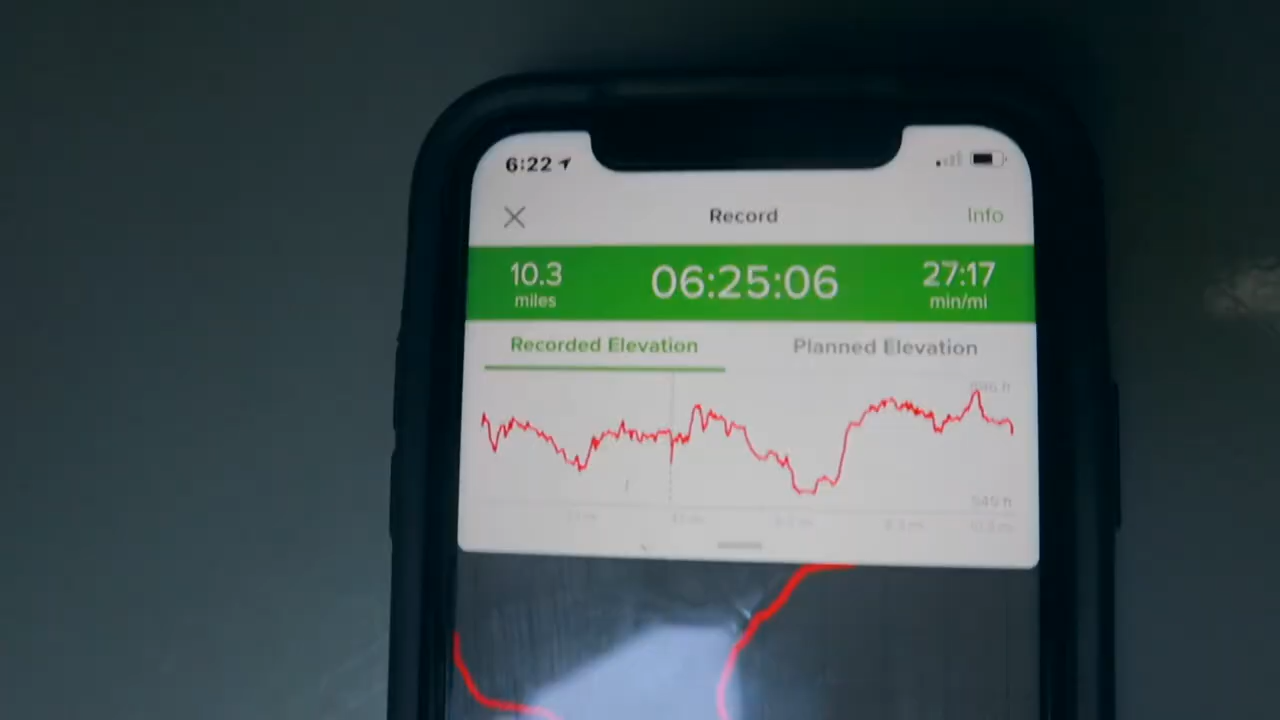 6:22
Record
Info
10.3
miles
06:25:06
27:17
min/mi
Recorded Elevation
Planned Elevation